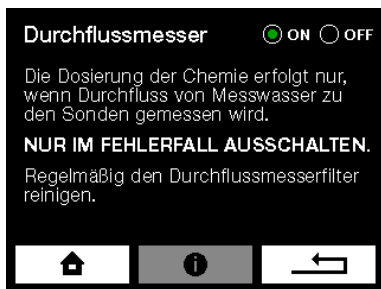 Durchflussmesser ON OFF
Die Dosierung der Chemie erfolgt nur,
wenn Durchfluss von Messwasser zu
den Sonden gemessen wird.
NUR IM FEHLERFALL AUSSCHALTEN.
Regelmäßig den Durchflussmesserfilter
reinigen.